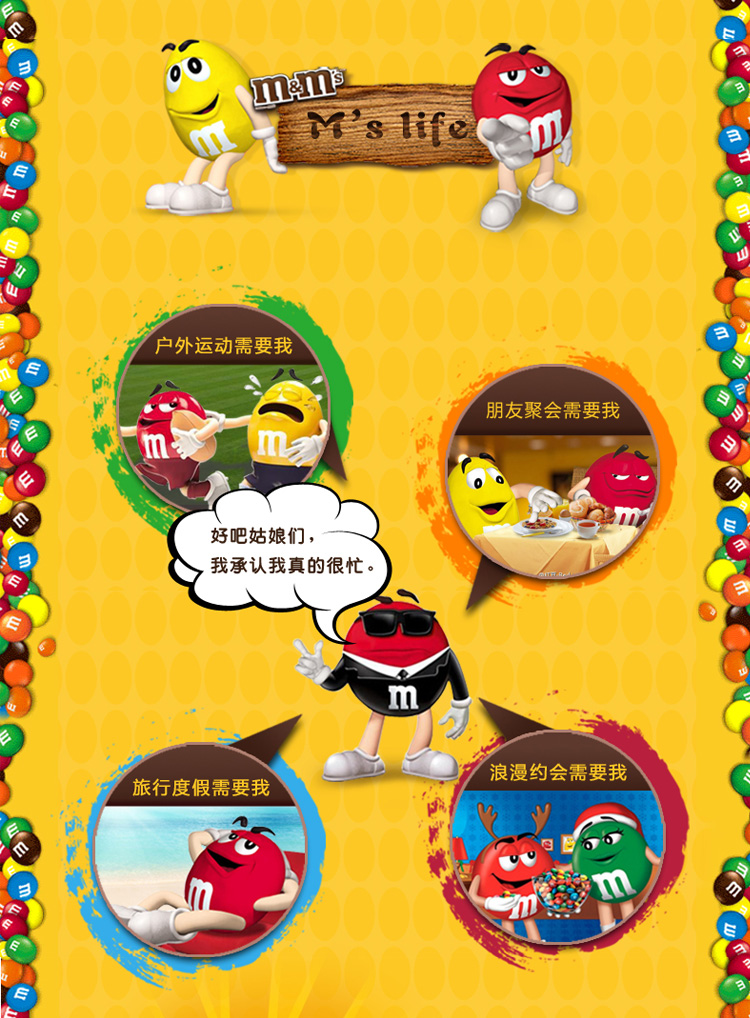 m&m's
M's life
户外运动需要我
朋友聚会需要我
好吧姑娘们，
我承认我真的很忙。
旅行度假需要我
浪漫约会需要我